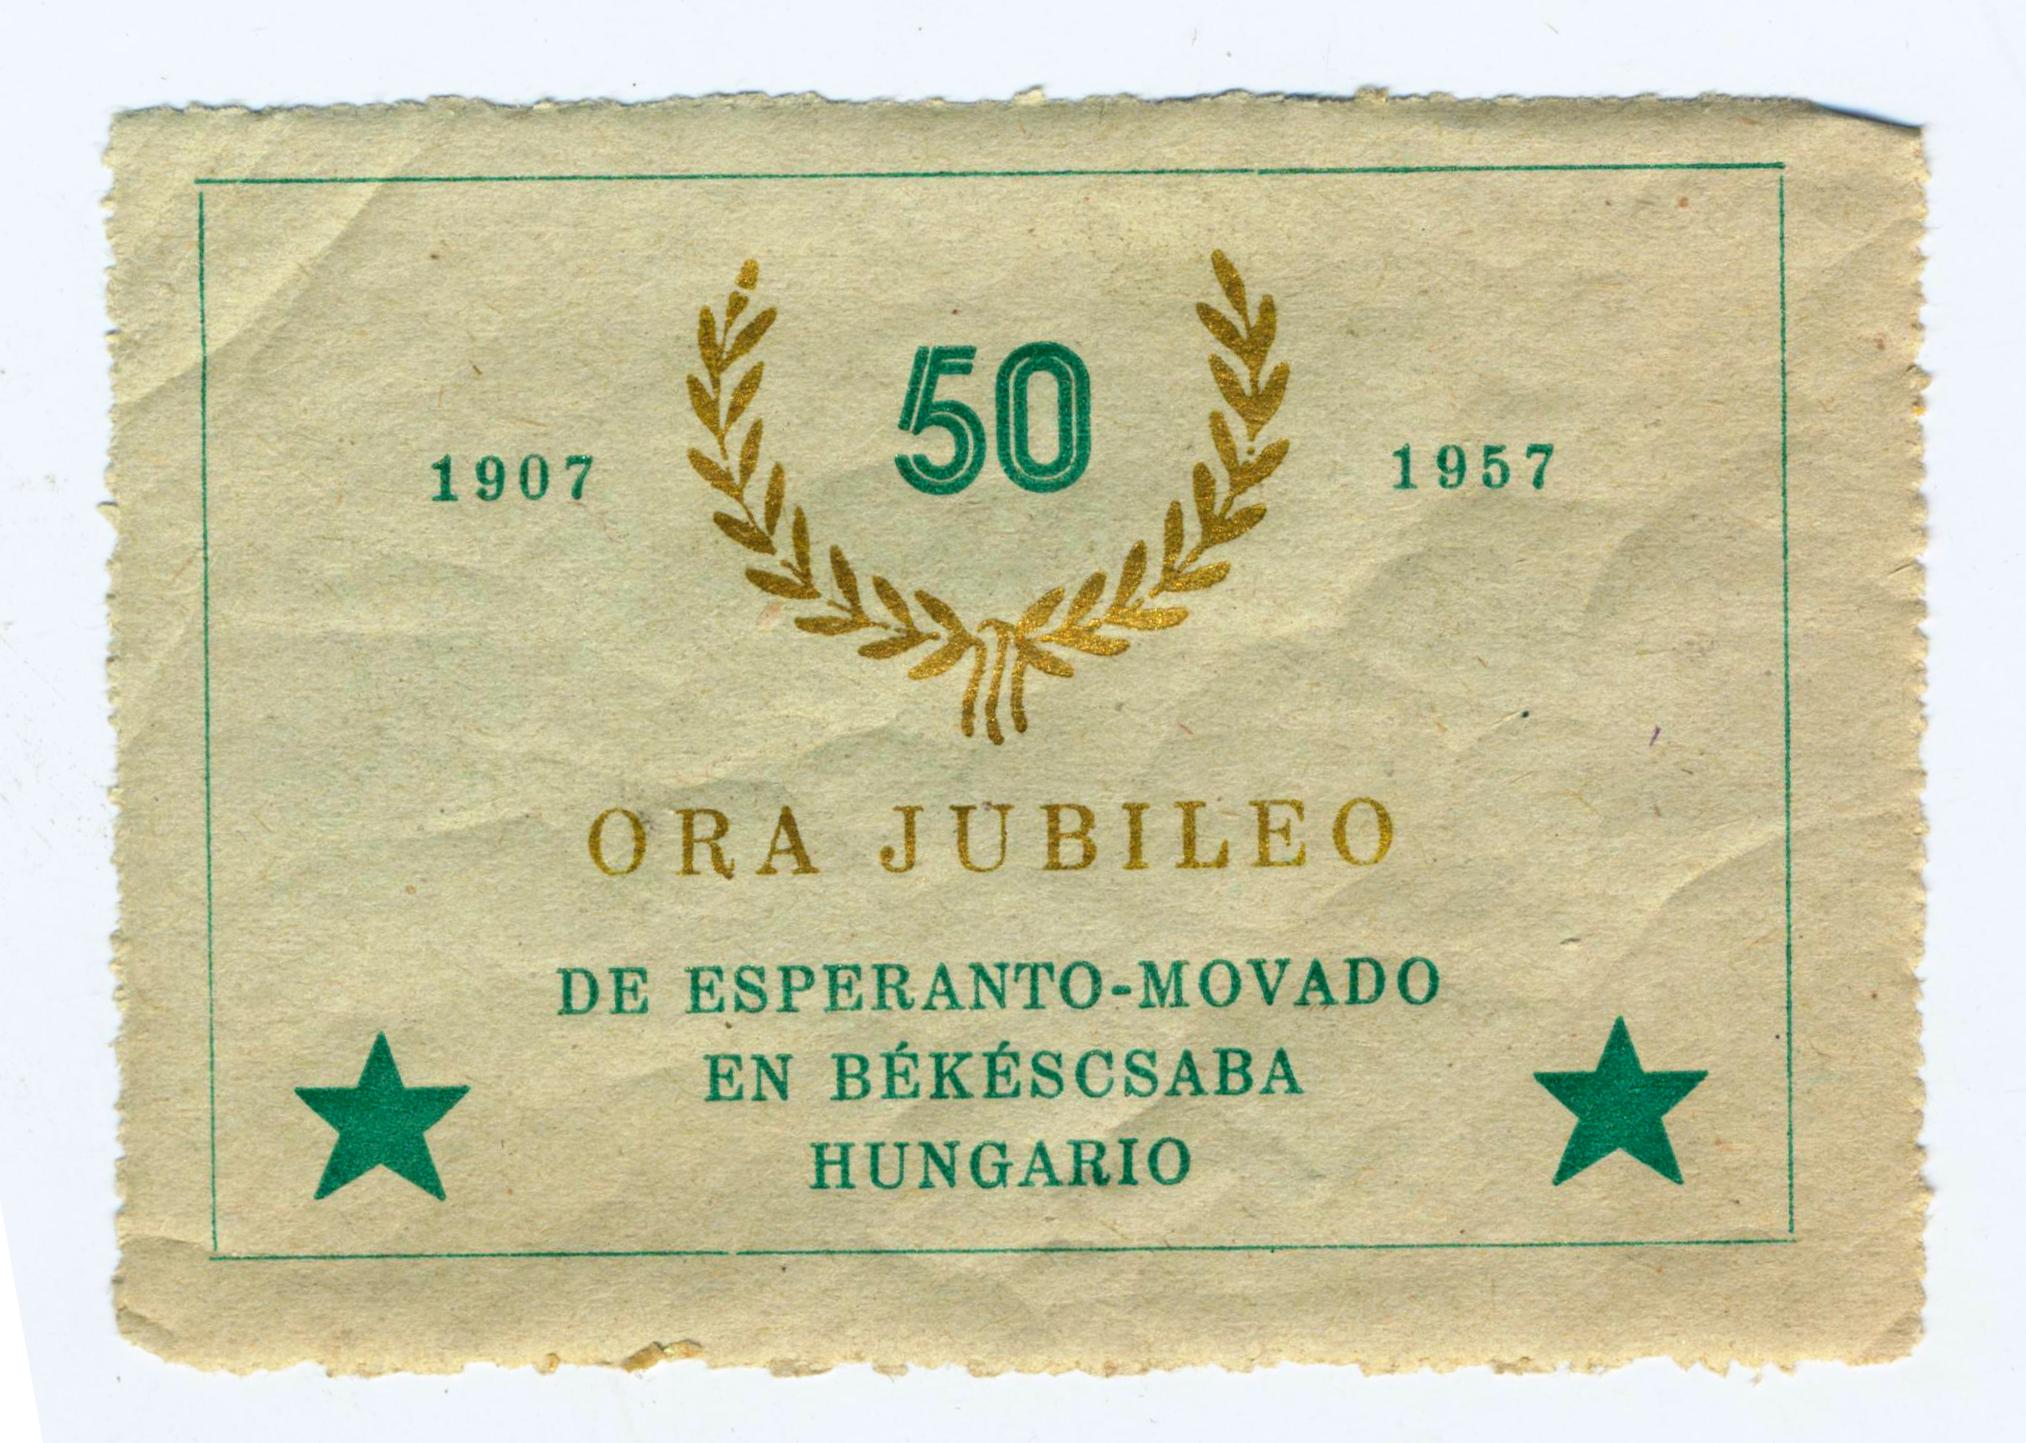 50
1907 1957
ORA JUBILEO
DE ESPERANTO-MOVADO
EN BÉKÉSCSABA
HUNGARIO